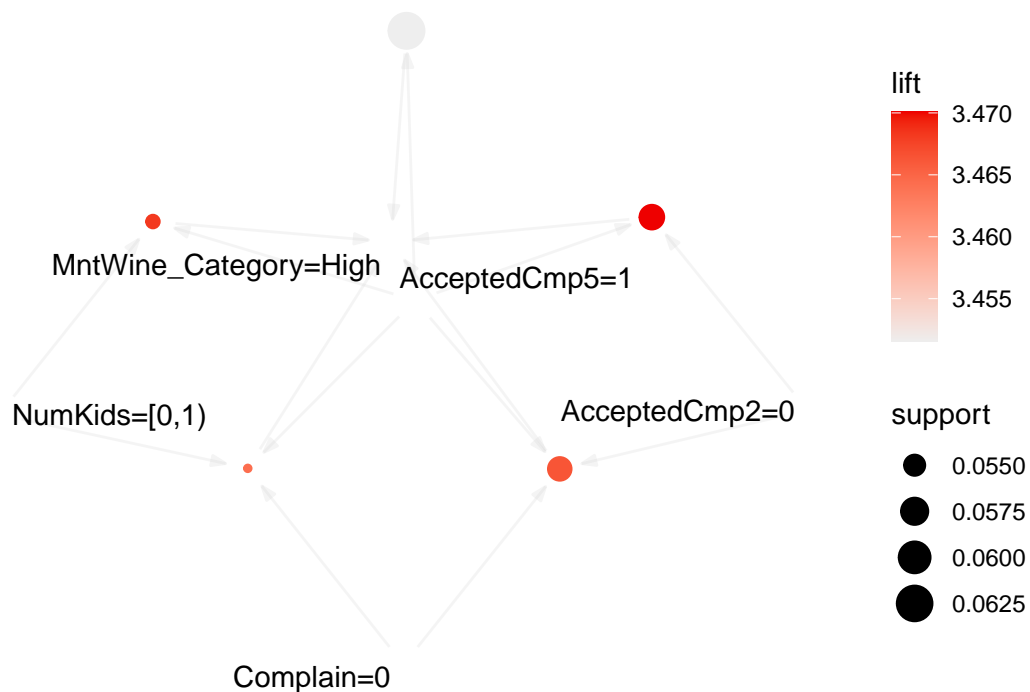 MntWine_Category=High
AcceptedCmp5=1
NumKids=[0,1)
AcceptedCmp2=0
Complain=0
lift
3.470
3.465
3.460
3.455
support
0.0550
0.0575
0.0600
0.0625